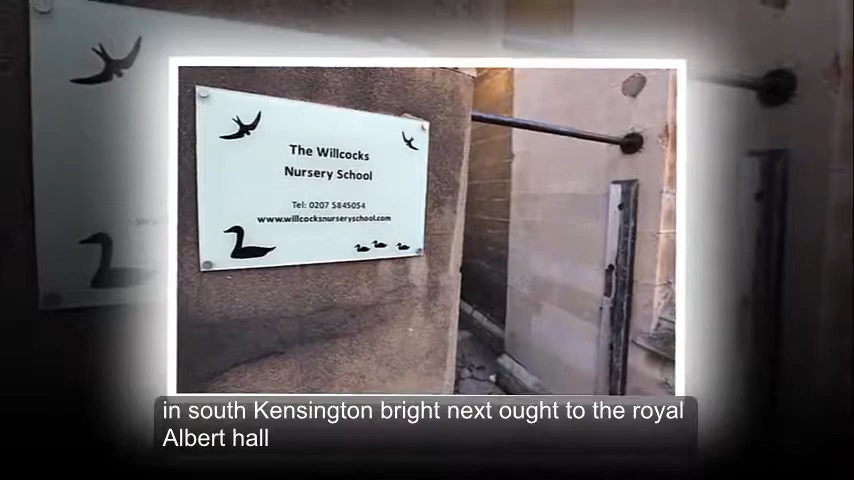 The Willcocks
Nursery School
Tel: 0207 5845054
www.willcocksnurseryschool.com
in south Kensington bright next ought to the royal
Albert hall